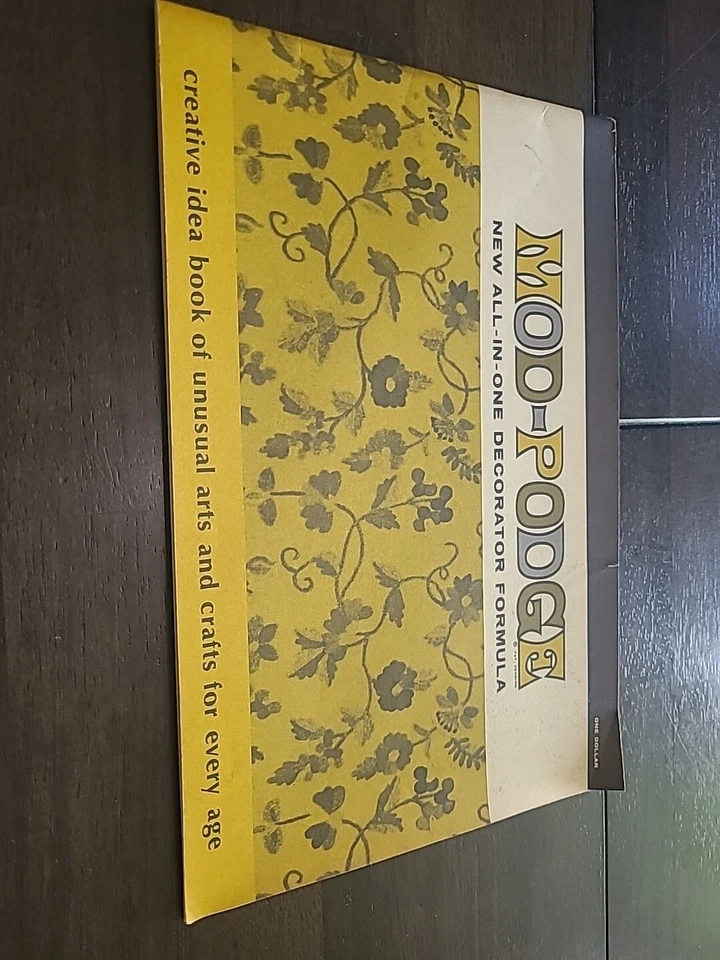 ONE DOLLAR
MOD-PODGE
NEW ALL-IN-ONE DECORATOR FORMULA
creative idea book of unusual arts and crafts for every age